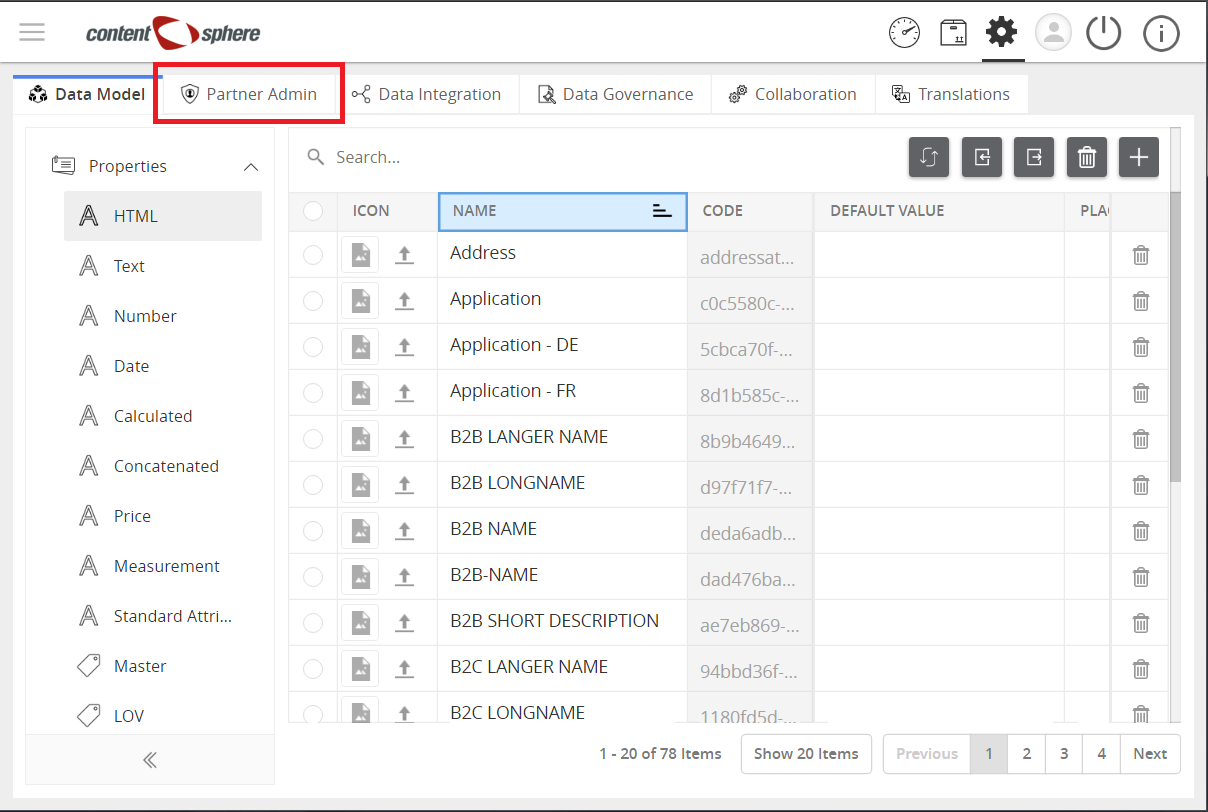 content sphere
Data Model Partner Admin Data Integration Data Governance Collaboration Translations
Properties
HTML
Text
Number
Date
Calculated
Concatenated
Price
Measurement
Standard Attri...
Master
LOV
Search...
ICON NAME CODE DEFAULT VALUE PLA
Address addressat...
Application c0c5580c-...
Application - DE 5cbca70f-...
Application - FR 8d1b585c-...
B2B LANGER NAME 8b9b4649...
B2B LONGNAME d97f71f7-...
B2B NAME deda6adb...
B2B-NAME dad476ba...
B2B SHORT DESCRIPTION ae7eb869-...
B2C LANGER NAME 94bbd36f-...
B2C LONGNAME 1180fd5d-...
1 - 20 of 78 Items Show 20 Items Previous 1 2 3 4 Next